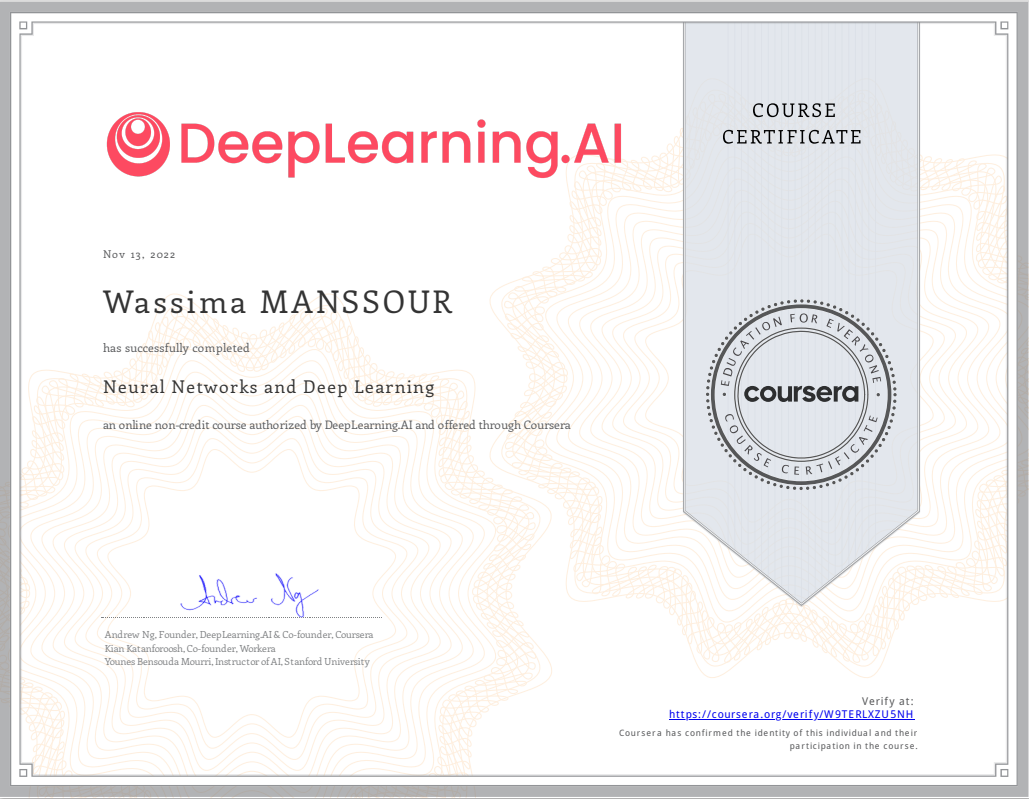 DeepLearning.AI
COURSE
CERTIFICATE
Nov 13, 2022
Wassima MANSSOUR
has successfully completed
Neural Networks and Deep Learning
an online non-credit course authorized by DeepLearning.AI and offered through Coursera
EDUCATION FOR EVERYONE
coursera
COURSE CERTIFICATE
Andrew Ng
Andrew Ng, Founder, DeepLearning.AI & Co-founder, Coursera
Kian Katanforoosh, Co-founder, Workera
Younes Bensouda Mourri, Instructor of AI, Stanford University
Verify at:
https://coursera.org/verify/W9TERLXZU5NH
Coursera has confirmed the identity of this individual and their
participation in the course.